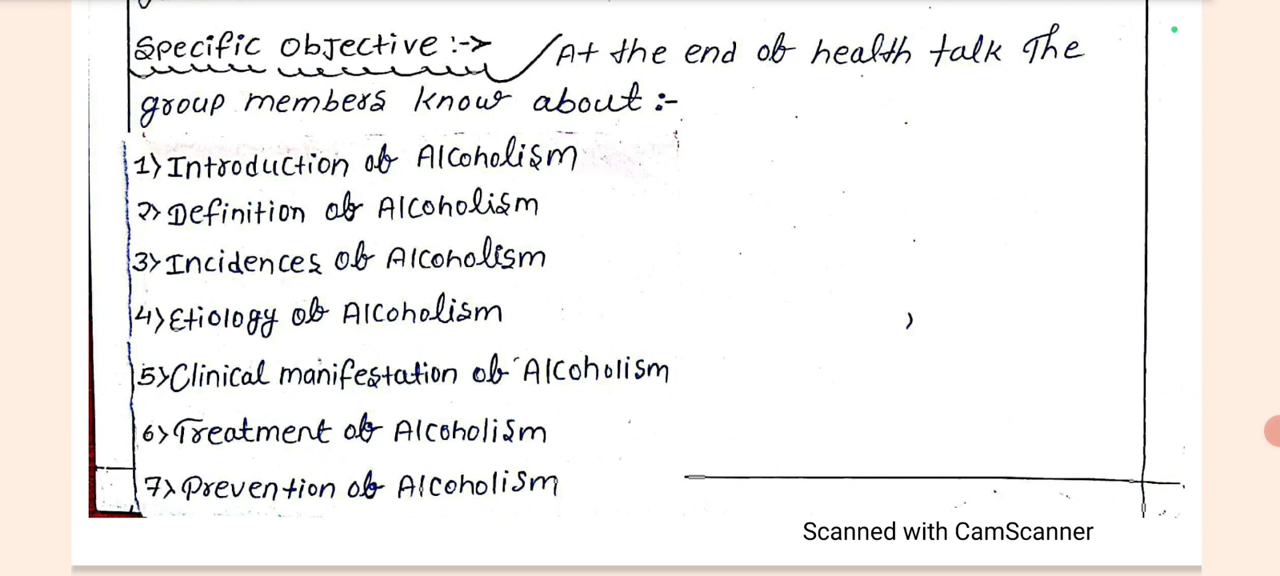 Specific objective :-> / At the end of health talk The
group members know about :-
1) Introduction of Alcoholism
2) Definition of Alcoholism
3) Incidences of Alcoholism
4) Etiology of Alcoholism
5) Clinical manifestation of Alcoholism
6) Treatment of Alcoholism
7) Prevention of Alcoholism
Scanned with CamScanner